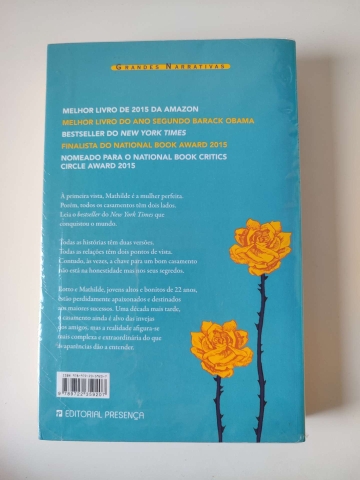 GRANDES NARRATIVAS
MELHOR LIVRO DE 2015 DA AMAZON
MELHOR LIVRO DO ANO SEGUNDO BARACK OBAMA
BESTSELLER DO NEW YORK TIMES
FINALISTA DO NATIONAL BOOK AWARD 2015
NOMEADO PARA O NATIONAL BOOK CRITICS
CIRCLE AWARD 2015
À primeira vista, Mathilde é a mulher perfeita.
Porém, todos os casamentos têm dois lados.
Leia o bestseller do New York Times que
conquistou o mundo.
Todas as histórias têm duas versões.
Todas as relações têm dois pontos de vista.
Contudo, às vezes, a chave para um bom casamento
não está na honestidade mas nos seus segredos.
Lotto e Mathilde, jovens altos e bonitos de 22 anos,
estão perdidamente apaixonados e destinados
aos maiores sucessos. Uma década mais tarde,
o casamento ainda é alvo das invejas
dos amigos, mas a realidade afigura-se
mais complexa e extraordinária do que
as aparências dão a entender.
EDITORIAL PRESENÇA